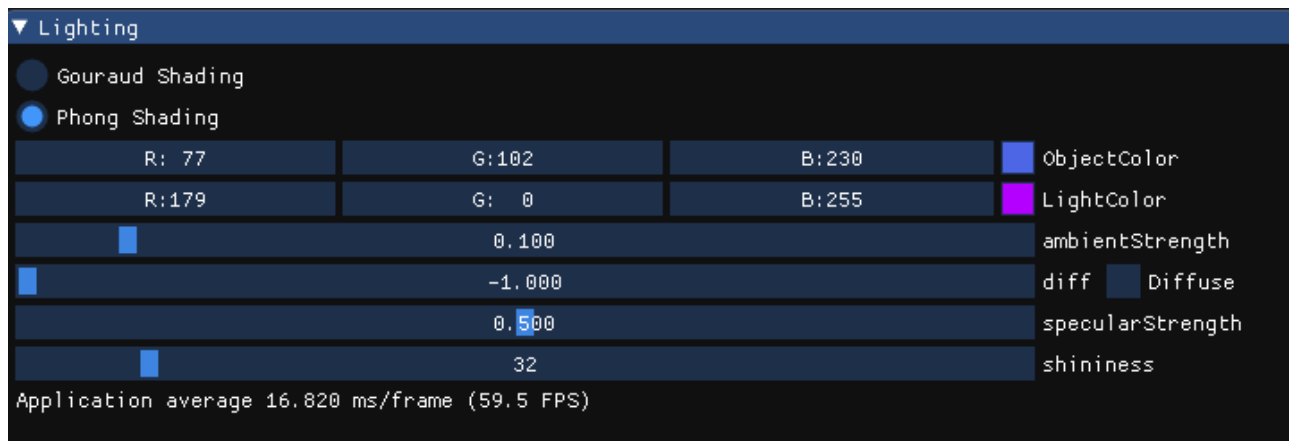 Lighting
Gouraud Shading
Phong Shading
R: 77 G:102 B:230 ObjectColor
R:179 G: 0 B:255 LightColor
0.100 ambientStrength
-1.000 diff Diffuse
0.500 specularStrength
32 shininess
Application average 16.820 ms/frame (59.5 FPS)